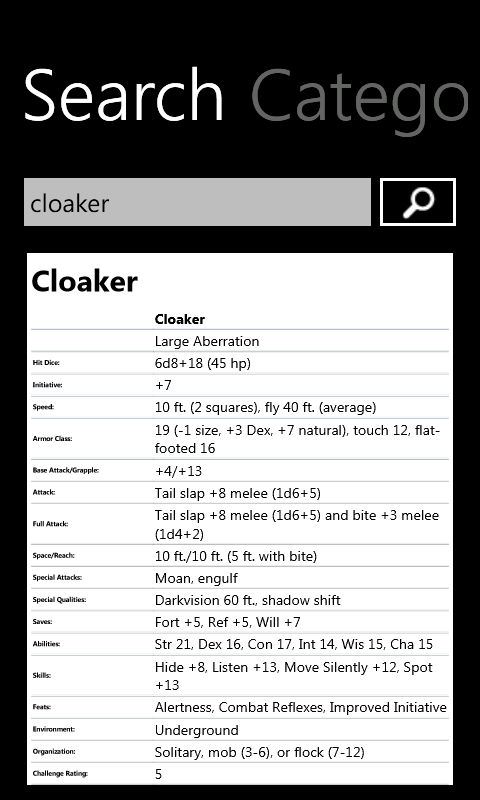 Search Catego
cloaker
Cloaker
Cloaker
Large Aberration
Hit Dice: 6d8+18 (45 hp)
Initiative: +7
Speed: 10 ft. (2 squares), fly 40 ft. (average)
Armor Class: 19 (-1 size, +3 Dex, +7 natural), touch 12, flat-
footed 16
Base Attack/Grapple: +4/+13
Attack: Tail slap +8 melee (1d6+5)
Full Attack: Tail slap +8 melee (1d6+5) and bite +3 melee
(1d4+2)
Space/Reach: 10 ft./10 ft. (5 ft. with bite)
Special Attacks: Moan, engulf
Special Qualities: Darkvision 60 ft., shadow shift
Saves: Fort +5, Ref +5, Will +7
Abilities: Str 21, Dex 16, Con 17, Int 14, Wis 15, Cha 15
Skills: Hide +8, Listen +13, Move Silently +12, Spot
+13
Feats: Alertness, Combat Reflexes, Improved Initiative
Environment: Underground
Organization: Solitary, mob (3-6), or flock (7-12)
Challenge Rating: 5